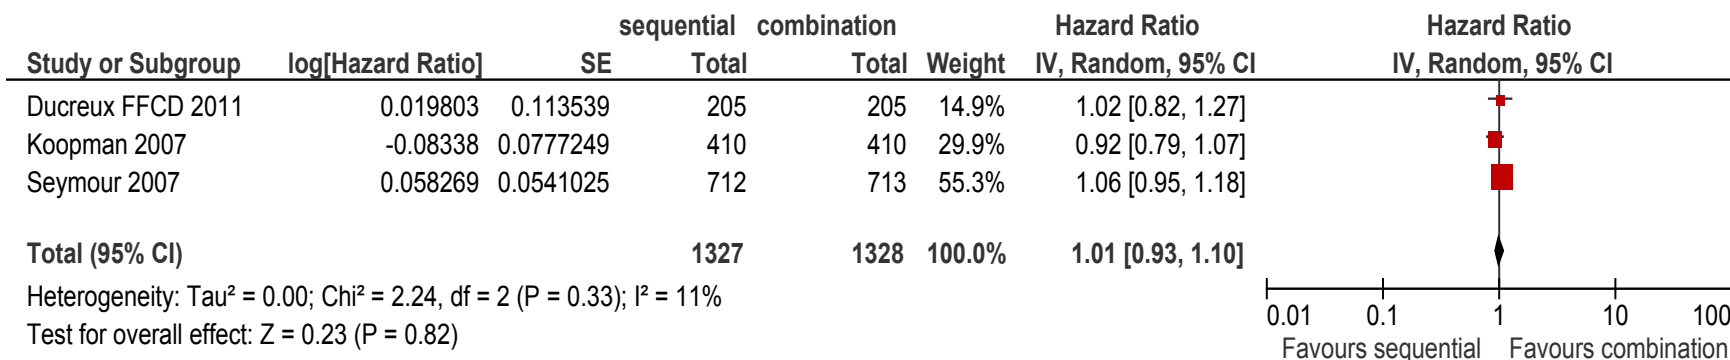 sequential combination Hazard Ratio Hazard Ratio
Study or Subgroup log[Hazard Ratio] SE Total Total Weight IV, Random, 95% CI IV, Random, 95% CI
Ducreux FFCD 2011 0.019803 0.113539 205 205 14.9% 1.02 [0.82, 1.27]
Koopman 2007 -0.08338 0.0777249 410 410 29.9% 0.92 [0.79, 1.07]
Seymour 2007 0.058269 0.0541025 712 713 55.3% 1.06 [0.95, 1.18]
Total (95% CI) 1327 1328 100.0% 1.01 [0.93, 1.10]
Heterogeneity: Tau² = 0.00; Chi² = 2.24, df = 2 (P = 0.33); I² = 11%
Test for overall effect: Z = 0.23 (P = 0.82)
0.01 0.1 1 10 100
Favours sequential Favours combination